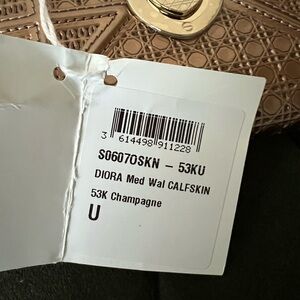 3 614498 911228
S0607OSKN - 53KU
DIORA Med Wal CALFSKIN
53K Champagne
U